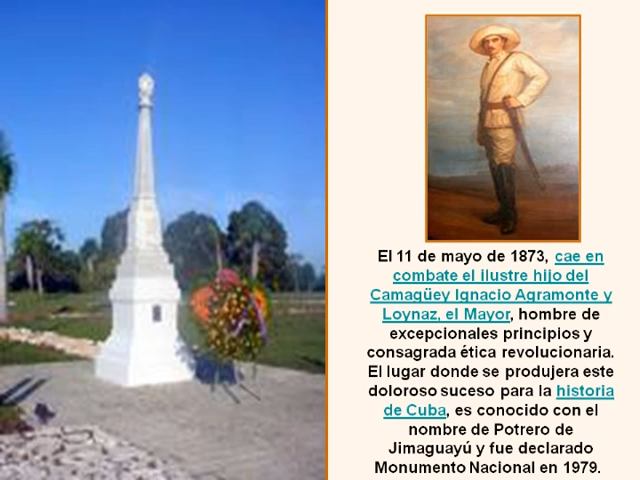 El 11 de mayo de 1873, cae en
combate el ilustre hijo del
Camagüey Ignacio Agramonte y
Loynaz, el Mayor, hombre de
excepcionales principios y
consagrada ética revolucionaria.
El lugar donde se produjera este
doloroso suceso para la historia
de Cuba, es conocido con el
nombre de Potrero de
Jimaguayú y fue declarado
Monumento Nacional en 1979.